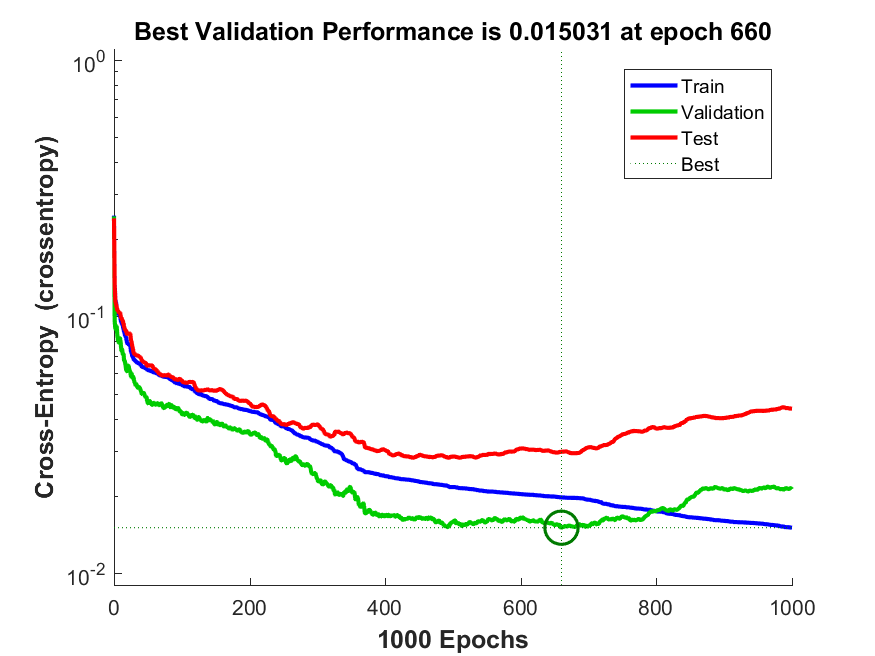 Best Validation Performance is 0.015031 at epoch 660
Cross-Entropy (crossentropy)
10^0
10^-1
10^-2
Train
Validation
Test
Best
0 200 400 600 800 1000
1000 Epochs